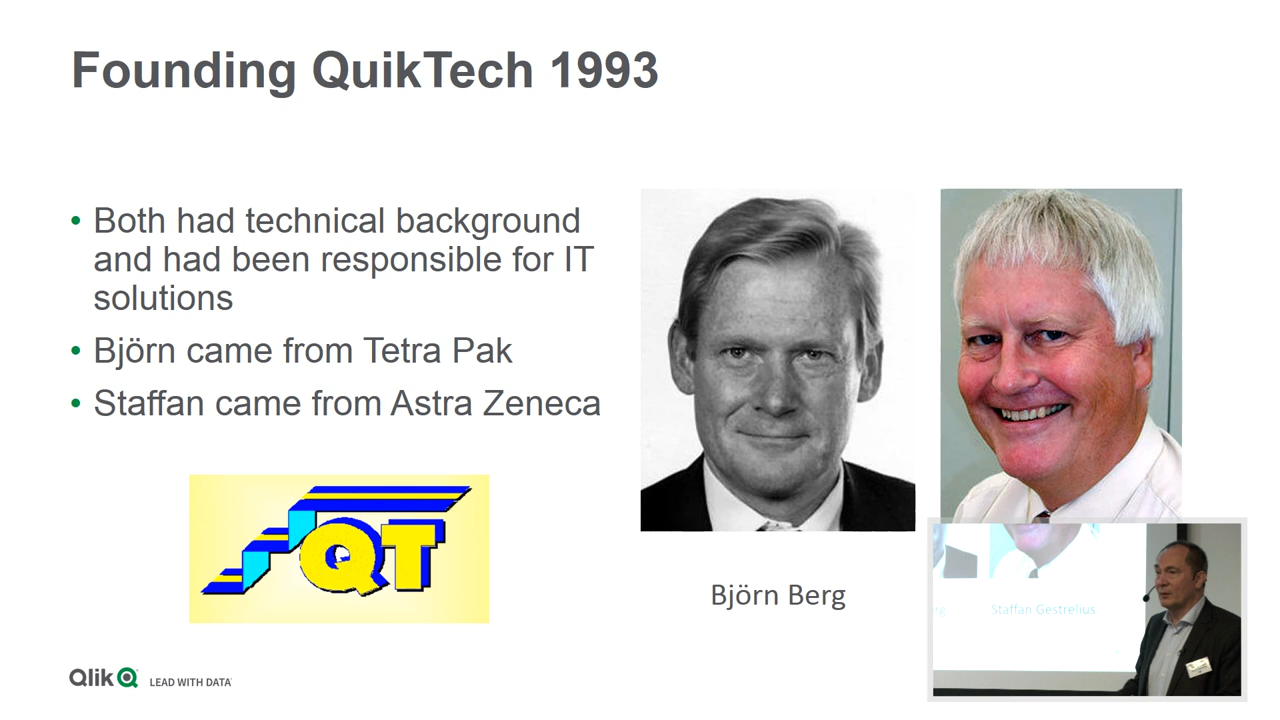 Founding QuikTech 1993
• Both had technical background
and had been responsible for IT
solutions
• Björn came from Tetra Pak
• Staffan came from Astra Zeneca
QT
Björn Berg
Staffan Gestrelius
Qlik
LEAD WITH DATA